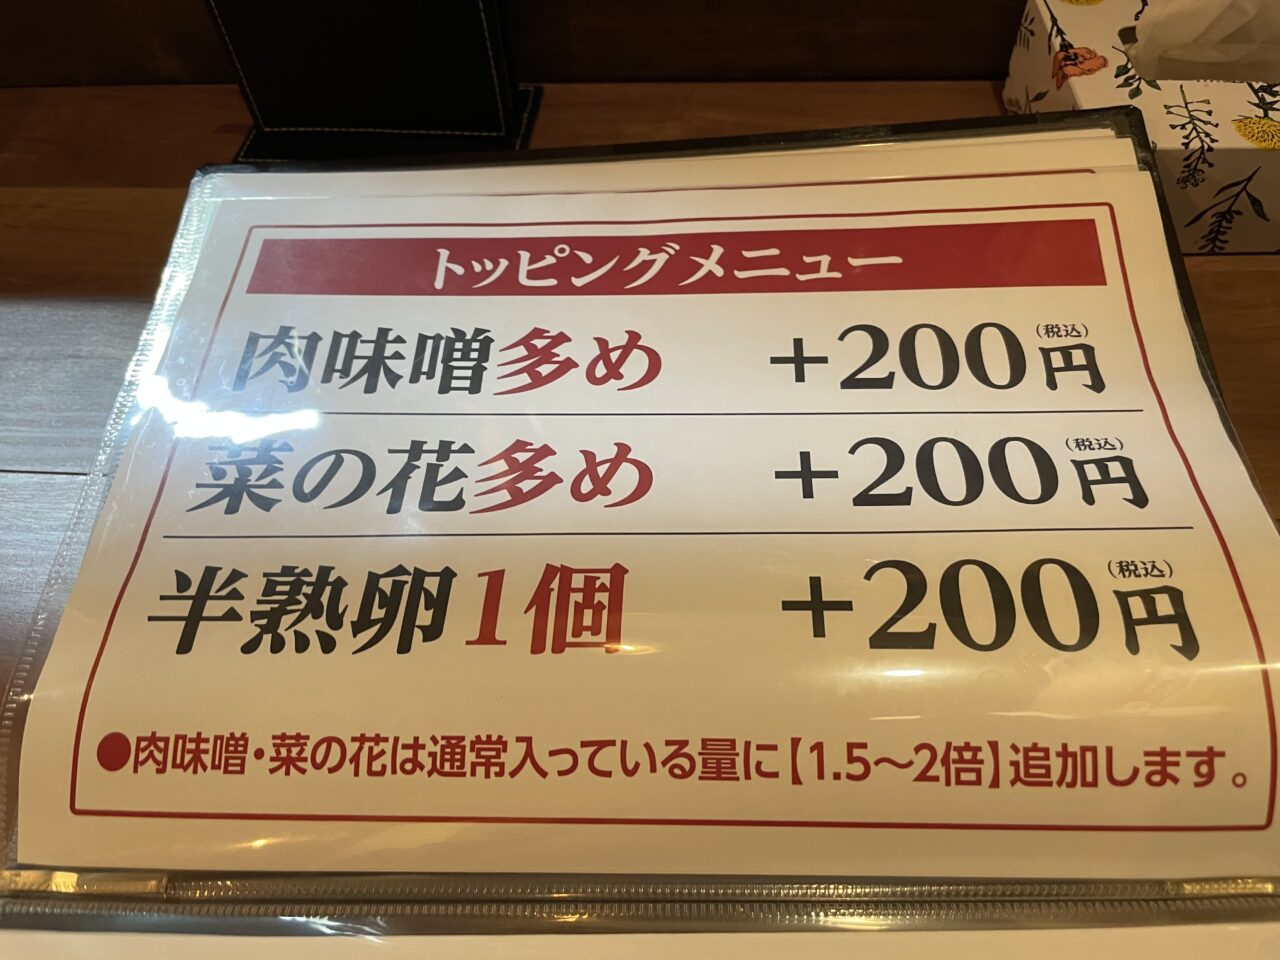 トッピングメニュー
肉味噌多め +200円(税込)
菜の花多め +200円(税込)
半熟卵1個 +200円(税込)
●肉味噌・菜の花は通常入っている量に【1.5〜2倍】追加します。